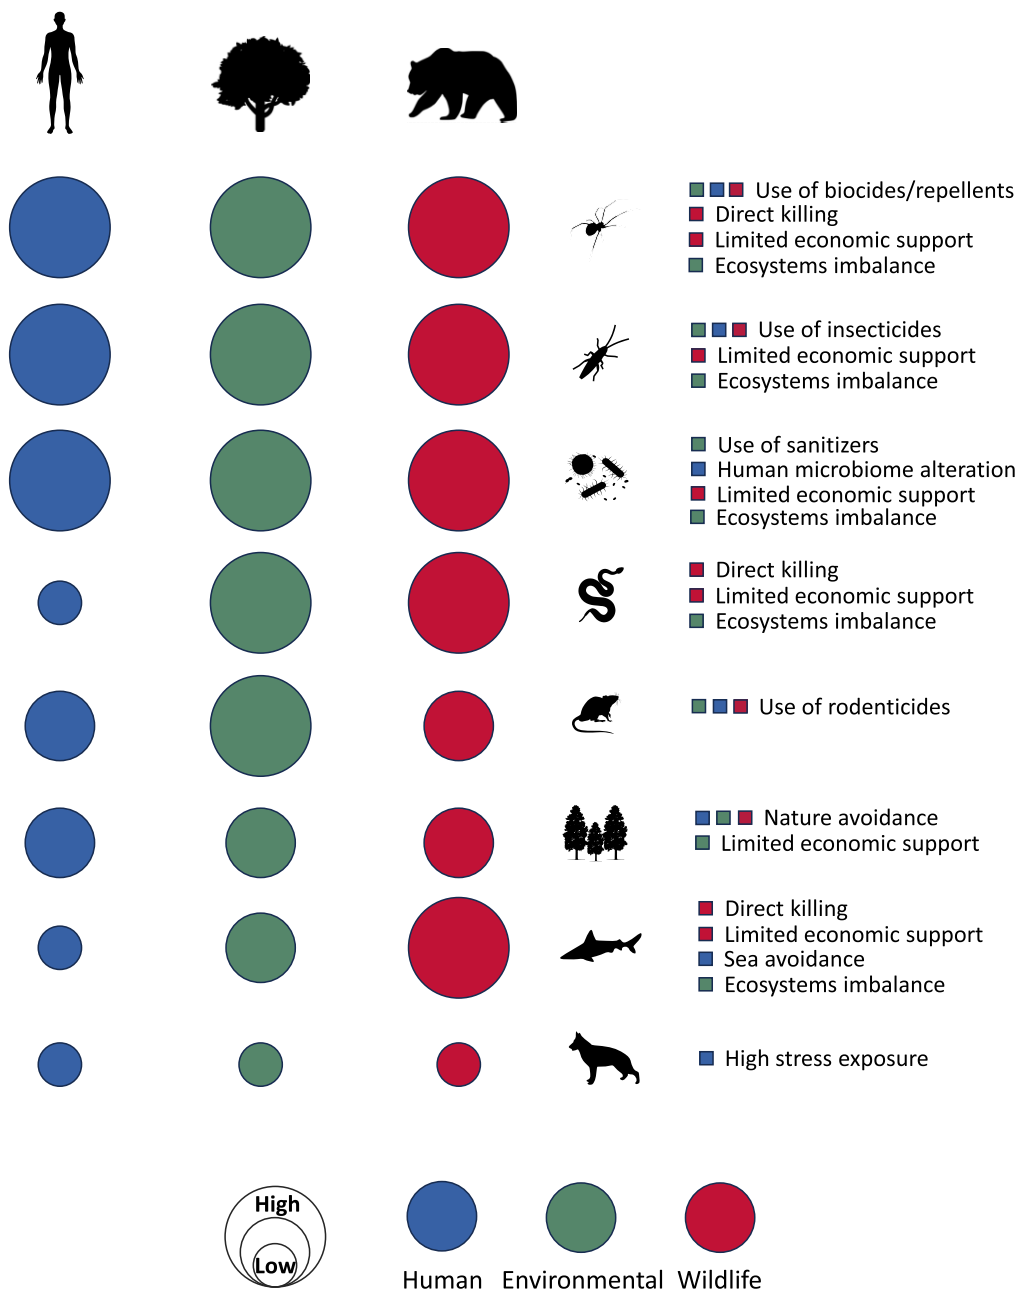 Use of biocides/repellents
Direct killing
Limited economic support
Ecosystems imbalance
Use of insecticides
Limited economic support
Ecosystems imbalance
Use of sanitizers
Human microbiome alteration
Limited economic support
Ecosystems imbalance
Direct killing
Limited economic support
Ecosystems imbalance
Use of rodenticides
Nature avoidance
Limited economic support
Direct killing
Limited economic support
Sea avoidance
Ecosystems imbalance
High stress exposure
High
Low
Human Environmental Wildlife